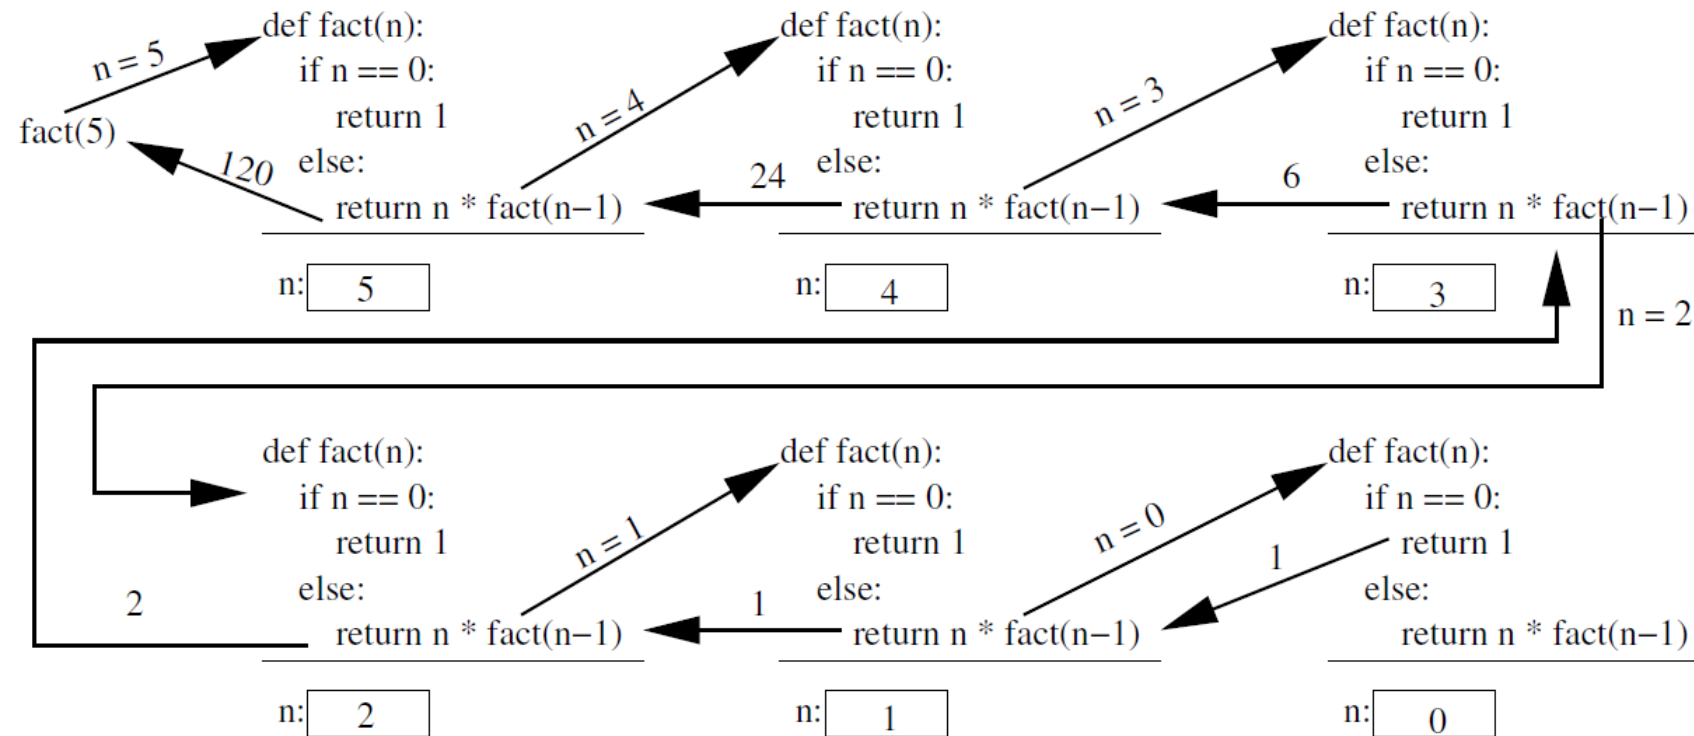 n = 5
fact(5)
120
def fact(n):
if n == 0:
return 1
else:
return n * fact(n−1)
n: 5
n = 4
24
def fact(n):
if n == 0:
return 1
else:
return n * fact(n−1)
n: 4
n = 3
6
def fact(n):
if n == 0:
return 1
else:
return n * fact(n−1)
n: 3
n = 2
2
def fact(n):
if n == 0:
return 1
else:
return n * fact(n−1)
n: 2
n = 1
1
def fact(n):
if n == 0:
return 1
else:
return n * fact(n−1)
n: 1
n = 0
1
def fact(n):
if n == 0:
return 1
else:
return n * fact(n−1)
n: 0